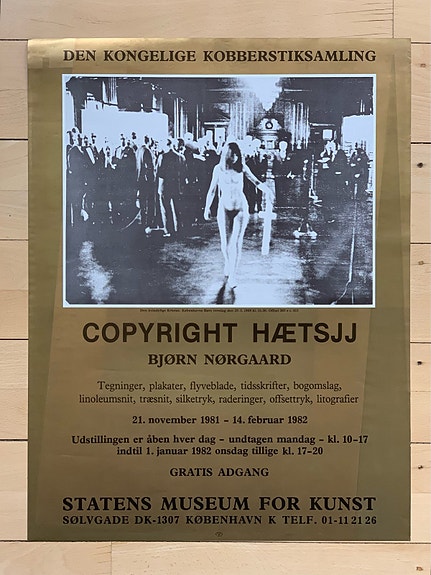 DEN KONGELIGE KOBBERSTIKSAMLING
COPYRIGHT HÆTSJJ
BJØRN NØRGAARD
Tegninger, plakater, flyveblade, tidsskrifter, bogomslag,
linoleumsnit, træsnit, silketryk, raderinger, offsettryk, litografier
21. november 1981 – 14. februar 1982
Udstillingen er åben hver dag – undtagen mandag – kl. 10-17
indtil 1. januar 1982 onsdag tillige kl. 17-20
GRATIS ADGANG
STATENS MUSEUM FOR KUNST
SØLVGADE DK-1307 KØBENHAVN K TELF. 01-11 21 26